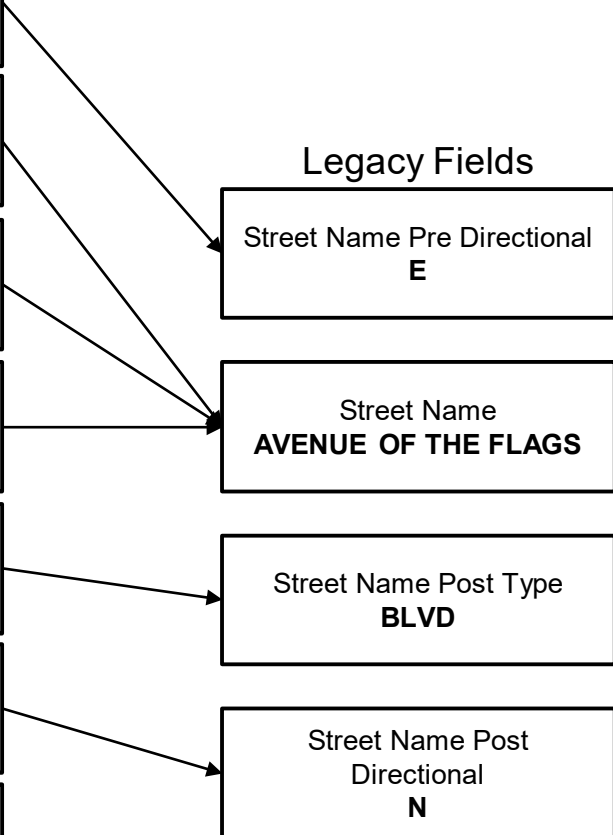 Legacy Fields
Street Name Pre Directional
E
Street Name
AVENUE OF THE FLAGS
Street Name Post Type
BLVD
Street Name Post
Directional
N